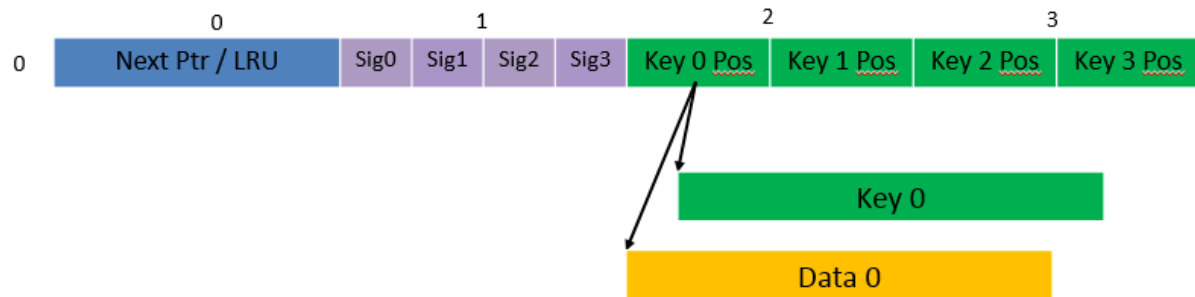 0 1 2 3
0 Next Ptr / LRU Sig0 Sig1 Sig2 Sig3 Key 0 Pos Key 1 Pos Key 2 Pos Key 3 Pos
Key 0
Data 0